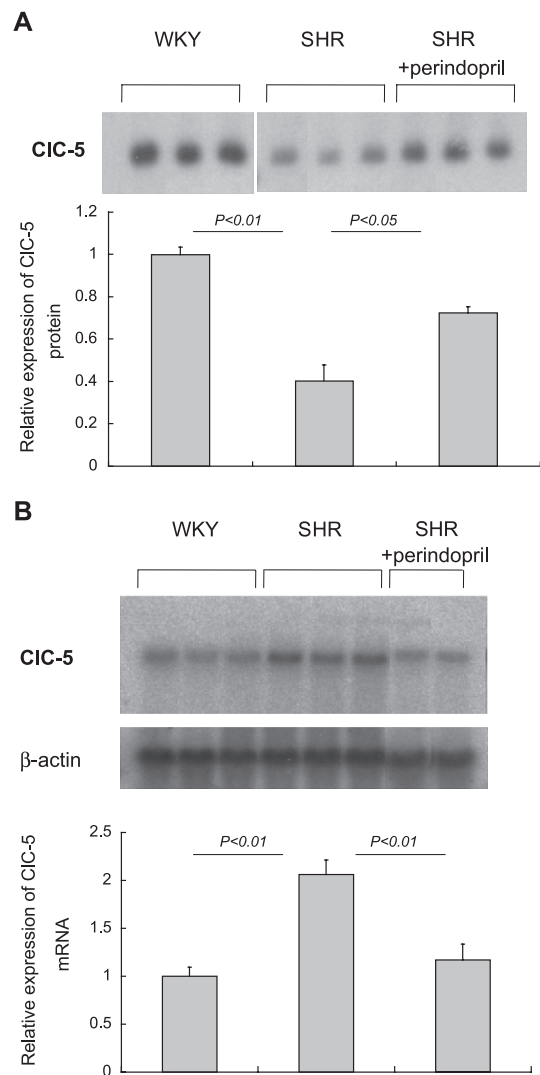 A
WKY SHR SHR
+perindopril
ClC-5
1.2
1
0.8
0.6
0.4
0.2
0
Relative expression of ClC-5
protein
P<0.01 P<0.05
B
WKY SHR SHR
+perindopril
ClC-5
β-actin
2.5
2
1.5
1
0.5
0
Relative expression of ClC-5
mRNA
P<0.01 P<0.01